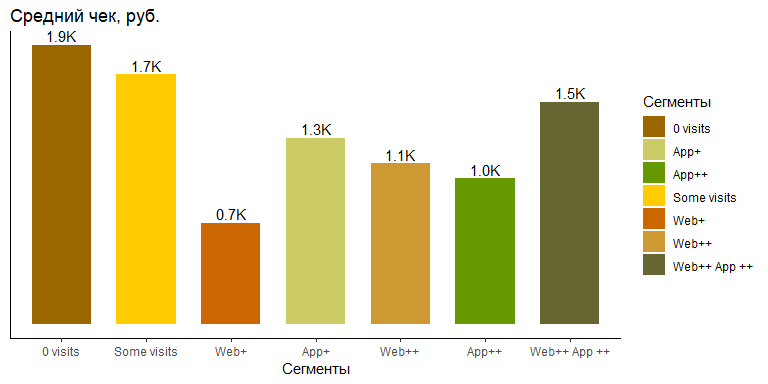 Средний чек, руб.
1.9K
1.7K
0.7K
1.3K
1.1K
1.0K
1.5K
0 visits
Some visits
Web+
App+
Web++
App++
Web++ App ++
Сегменты
Сегменты
0 visits
App+
App++
Some visits
Web+
Web++
Web++ App ++